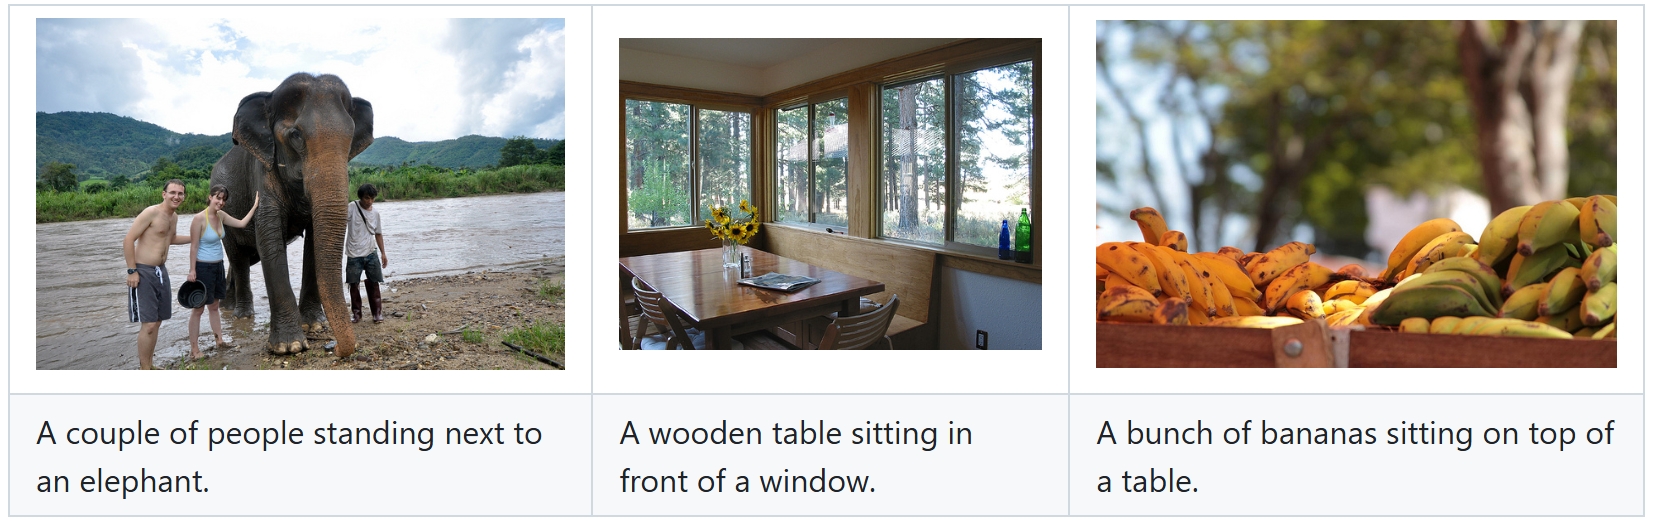 A couple of people standing next to
an elephant.
A wooden table sitting in
front of a window.
A bunch of bananas sitting on top of
a table.